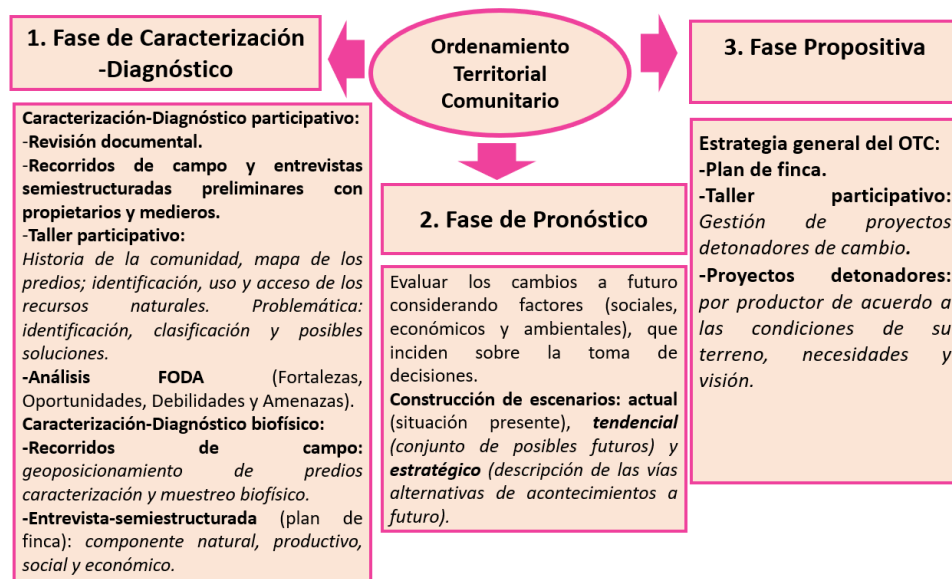 Ordenamiento
Territorial
Comunitario
1. Fase de Caracterización
-Diagnóstico
Caracterización-Diagnóstico participativo:
-Revisión documental.
-Recorridos de campo y entrevistas
semiestructuradas preliminares con
propietarios y medieros.
-Taller participativo:
Historia de la comunidad, mapa de los
predios; identificación, uso y acceso de los
recursos naturales. Problemática:
identificación, clasificación y posibles
soluciones.
-Análisis FODA (Fortalezas,
Oportunidades, Debilidades y Amenazas).
Caracterización-Diagnóstico biofísico:
-Recorridos de campo:
geoposicionamiento de predios
caracterización y muestreo biofísico.
-Entrevista-semiestructurada (plan de
finca): componente natural, productivo,
social y económico.
2. Fase de Pronóstico
Evaluar los cambios a futuro
considerando factores (sociales,
económicos y ambientales), que
inciden sobre la toma de
decisiones.
Construcción de escenarios: actual
(situación presente), tendencial
(conjunto de posibles futuros) y
estratégico (descripción de las vías
alternativas de acontecimientos a
futuro).
3. Fase Propositiva
Estrategia general del OTC:
-Plan de finca.
-Taller participativo:
Gestión de proyectos
detonadores de cambio.
-Proyectos detonadores:
por productor de acuerdo a
las condiciones de su
terreno, necesidades y
visión.